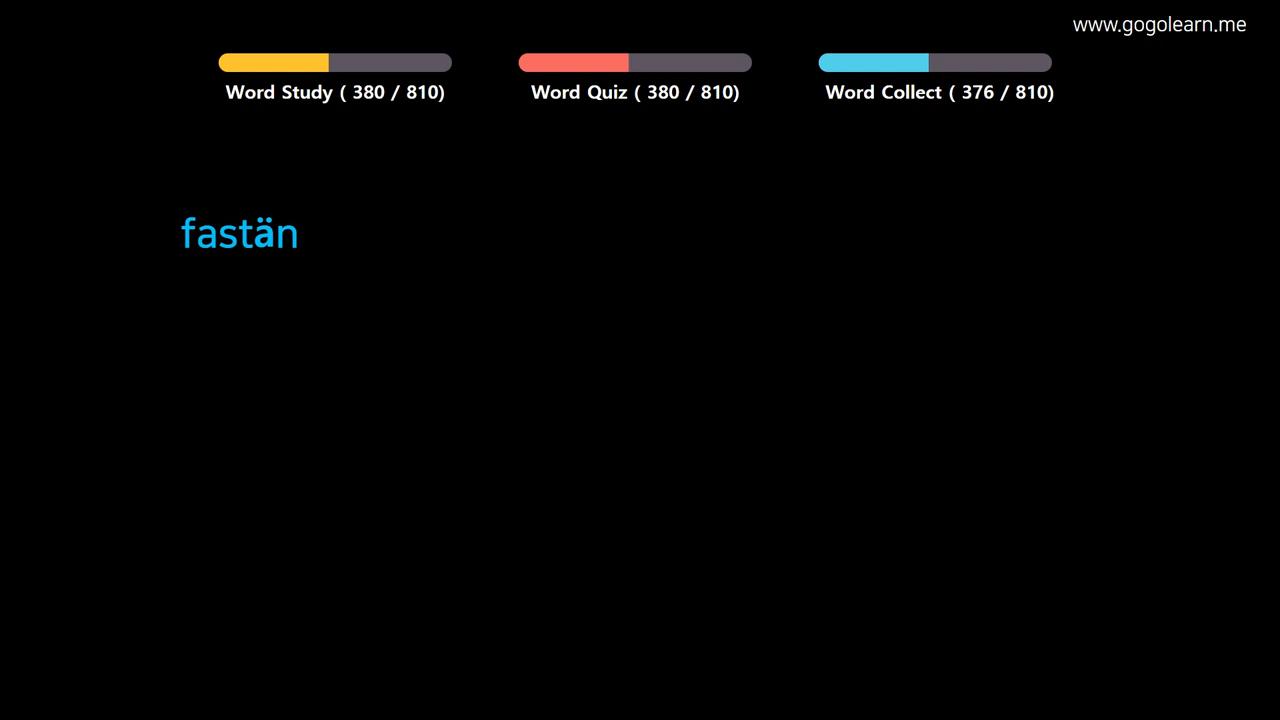 www.gogolearn.me
Word Study ( 380 / 810)
Word Quiz ( 380 / 810)
Word Collect ( 376 / 810)
fastän